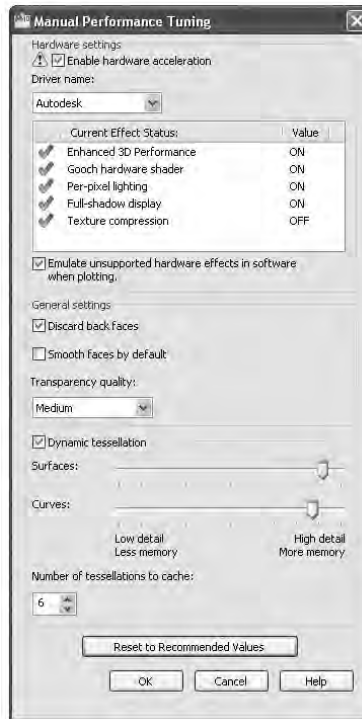 Manual Performance Tuning
Hardware settings
Enable hardware acceleration
Driver name:
Autodesk
Current Effect Status: Value
Enhanced 3D Performance ON
Gooch hardware shader ON
Per-pixel lighting ON
Full-shadow display ON
Texture compression OFF
Emulate unsupported hardware effects in software
when plotting.
General settings
Discard back faces
Smooth faces by default
Transparency quality:
Medium
Dynamic tessellation
Surfaces:
Curves:
Low detail High detail
Less memory More memory
Number of tessellations to cache:
6
Reset to Recommended Values
OK Cancel Help